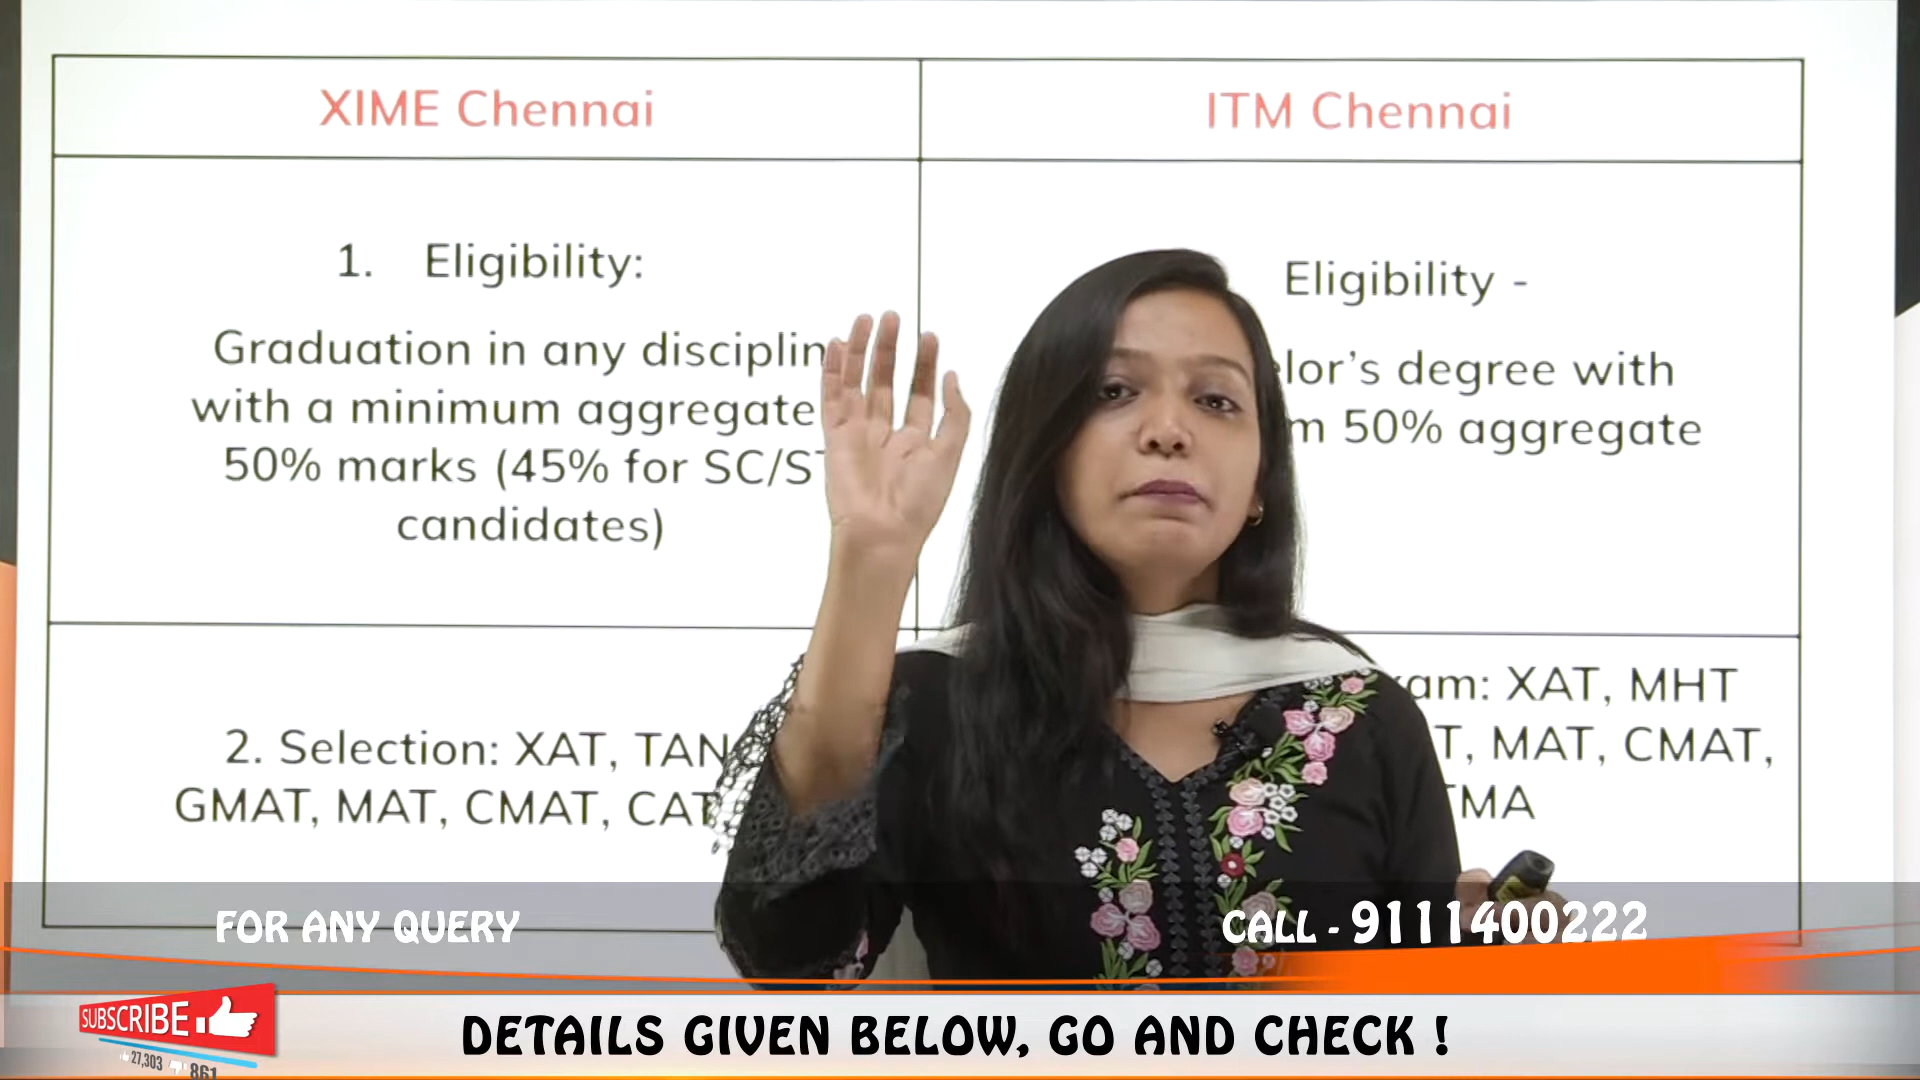 XIME Chennai
ITM Chennai
1. Eligibility:
Graduation in any disciplin
with a minimum aggregate
50% marks (45% for SC/S
candidates)
Eligibility -
lor's degree with
m 50% aggregate
2. Selection: XAT, TAN
GMAT, MAT, CMAT, CAT,
am: XAT, MHT
T, MAT, CMAT,
TMA
FOR ANY QUERY
CALL - 9111400222
SUBSCRIBE
27,303 861
DETAILS GIVEN BELOW, GO AND CHECK !